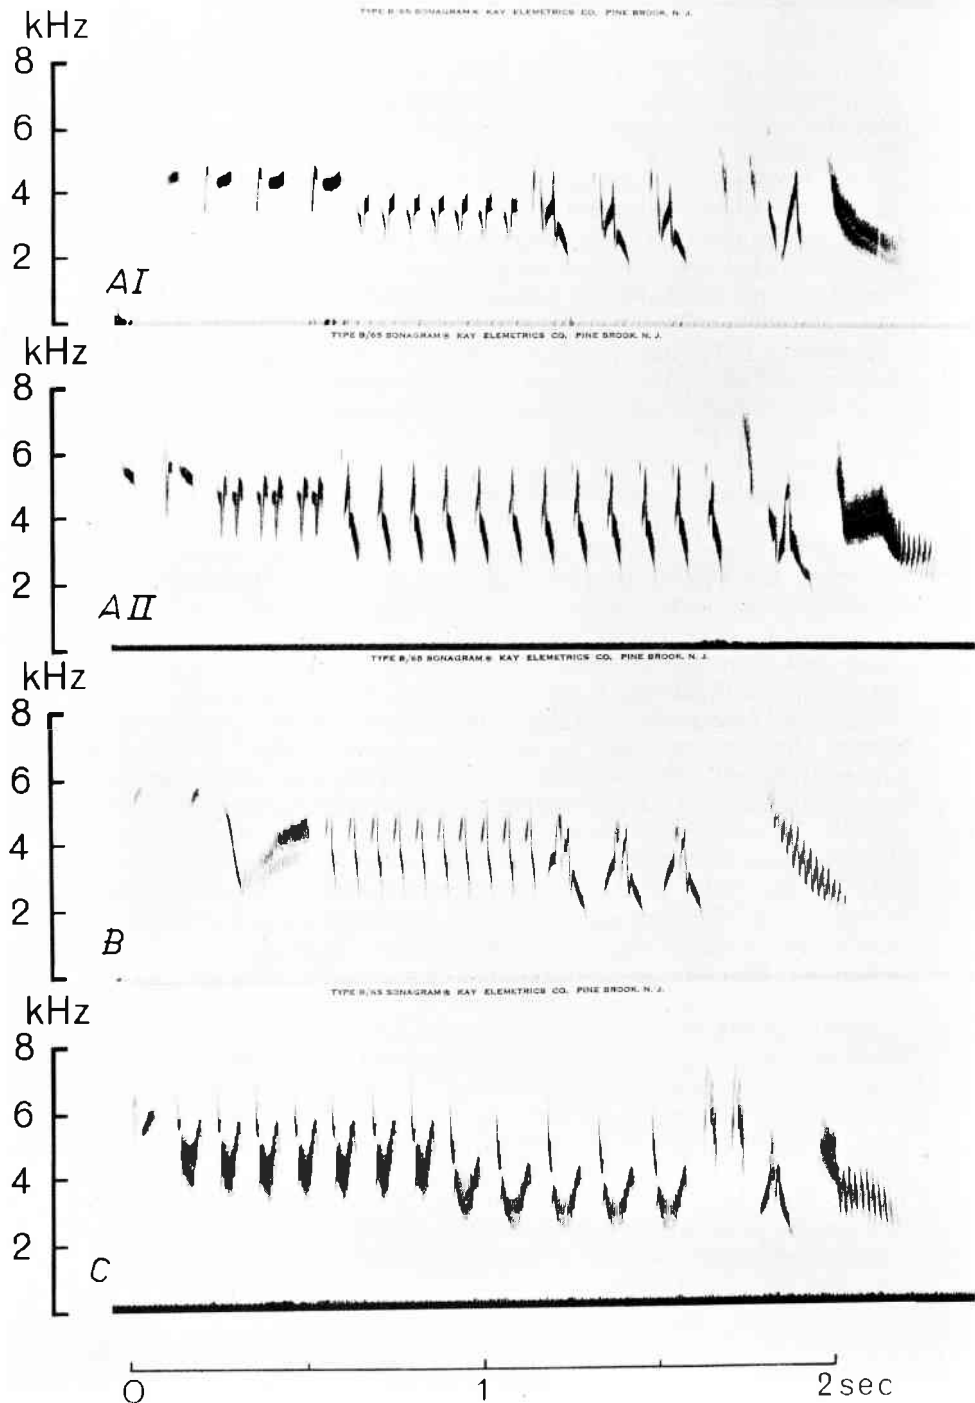 TYPE B/65 SONAGRAM® KAY ELEMETRICS CO. PINE BROOK, N. J.
kHz
8
6
4
2
AI
TYPE B/65 SONAGRAM® KAY ELEMETRICS CO. PINE BROOK, N. J.
kHz
8
6
4
2
AII
TYPE B/65 SONAGRAM® KAY ELEMETRICS CO. PINE BROOK, N. J.
kHz
8
6
4
2
B
TYPE B/65 SONAGRAM® KAY ELEMETRICS CO. PINE BROOK, N. J.
kHz
8
6
4
2
C
0 1 2 sec